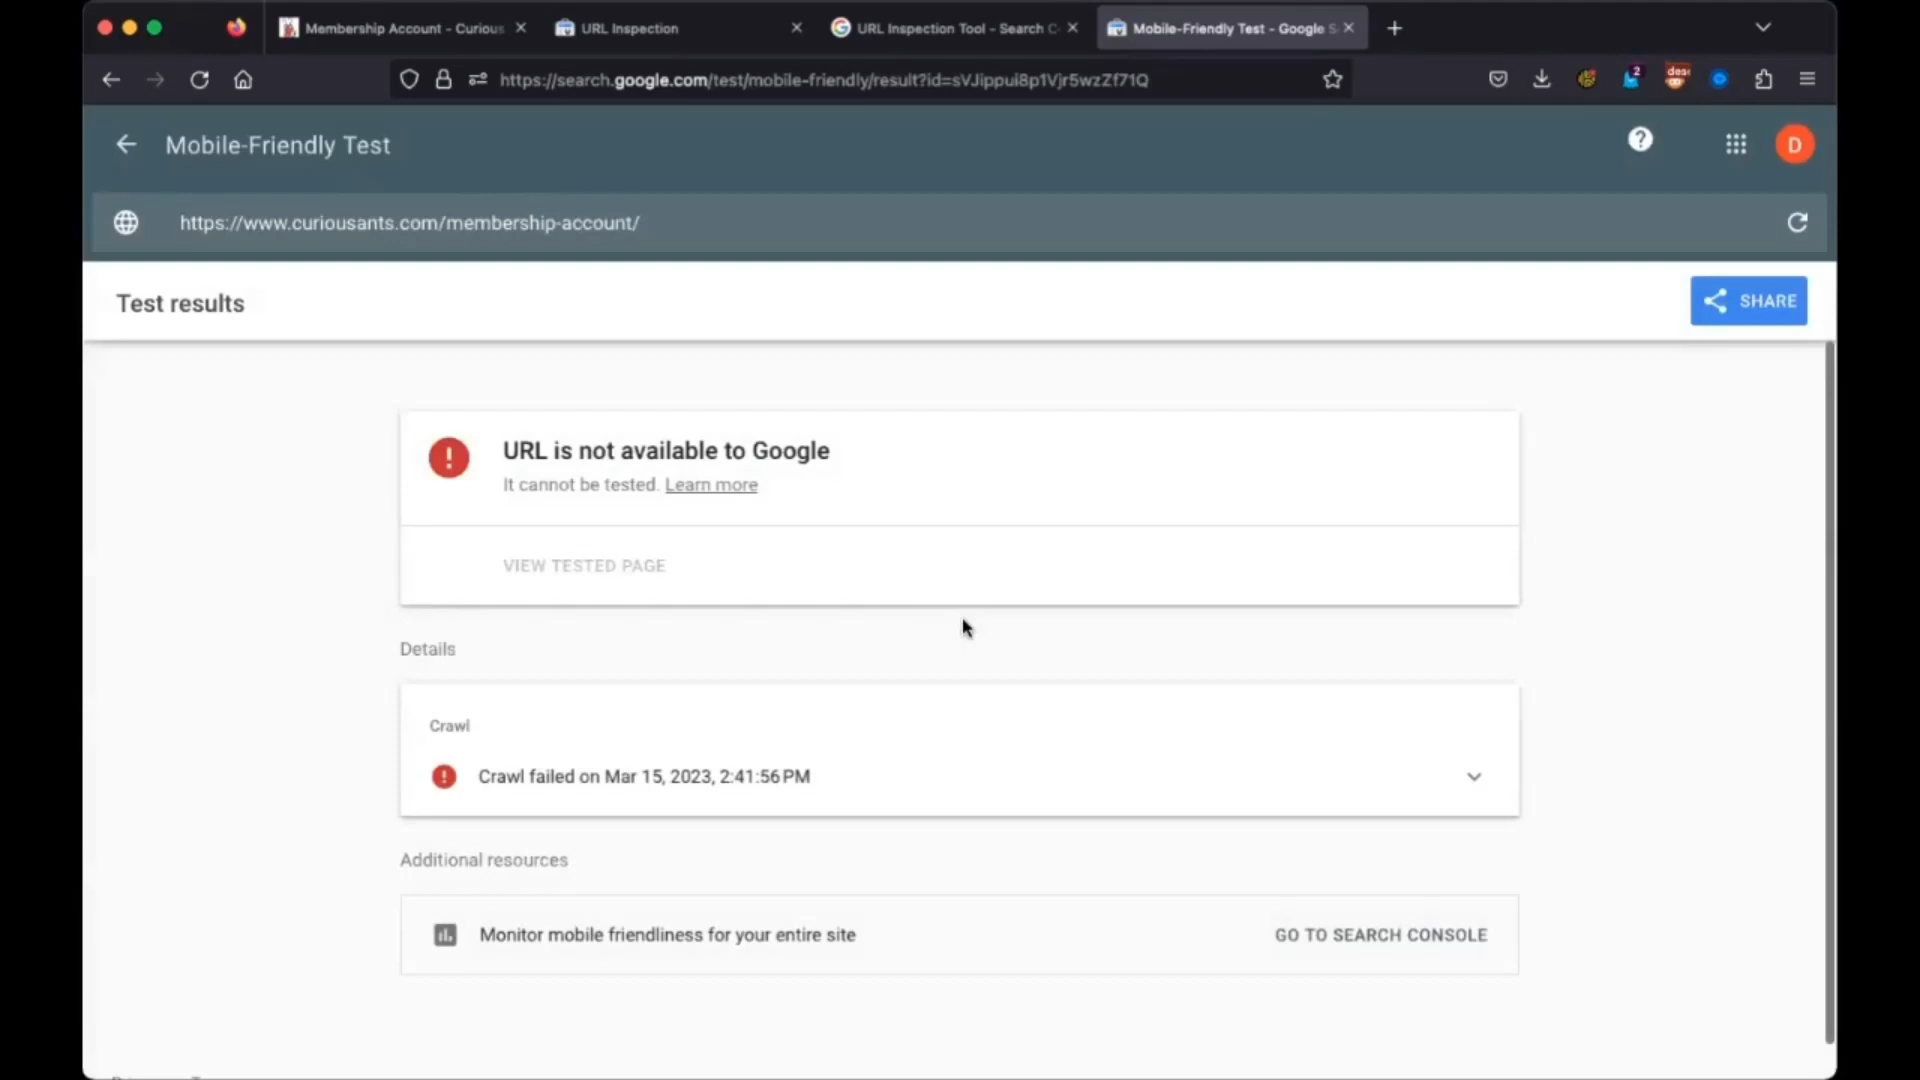 Membership Account - Curious
URL Inspection
URL Inspection Tool - Search C
Mobile-Friendly Test - Google S
https://search.google.com/test/mobile-friendly/result?id=sVJippui8p1Vjr5wzZf71Q
2
desc
Mobile-Friendly Test
?
D
https://www.curiousants.com/membership-account/
Test results
SHARE
URL is not available to Google
It cannot be tested. Learn more
VIEW TESTED PAGE
Details
Crawl
Crawl failed on Mar 15, 2023, 2:41:56 PM
Additional resources
Monitor mobile friendliness for your entire site
GO TO SEARCH CONSOLE